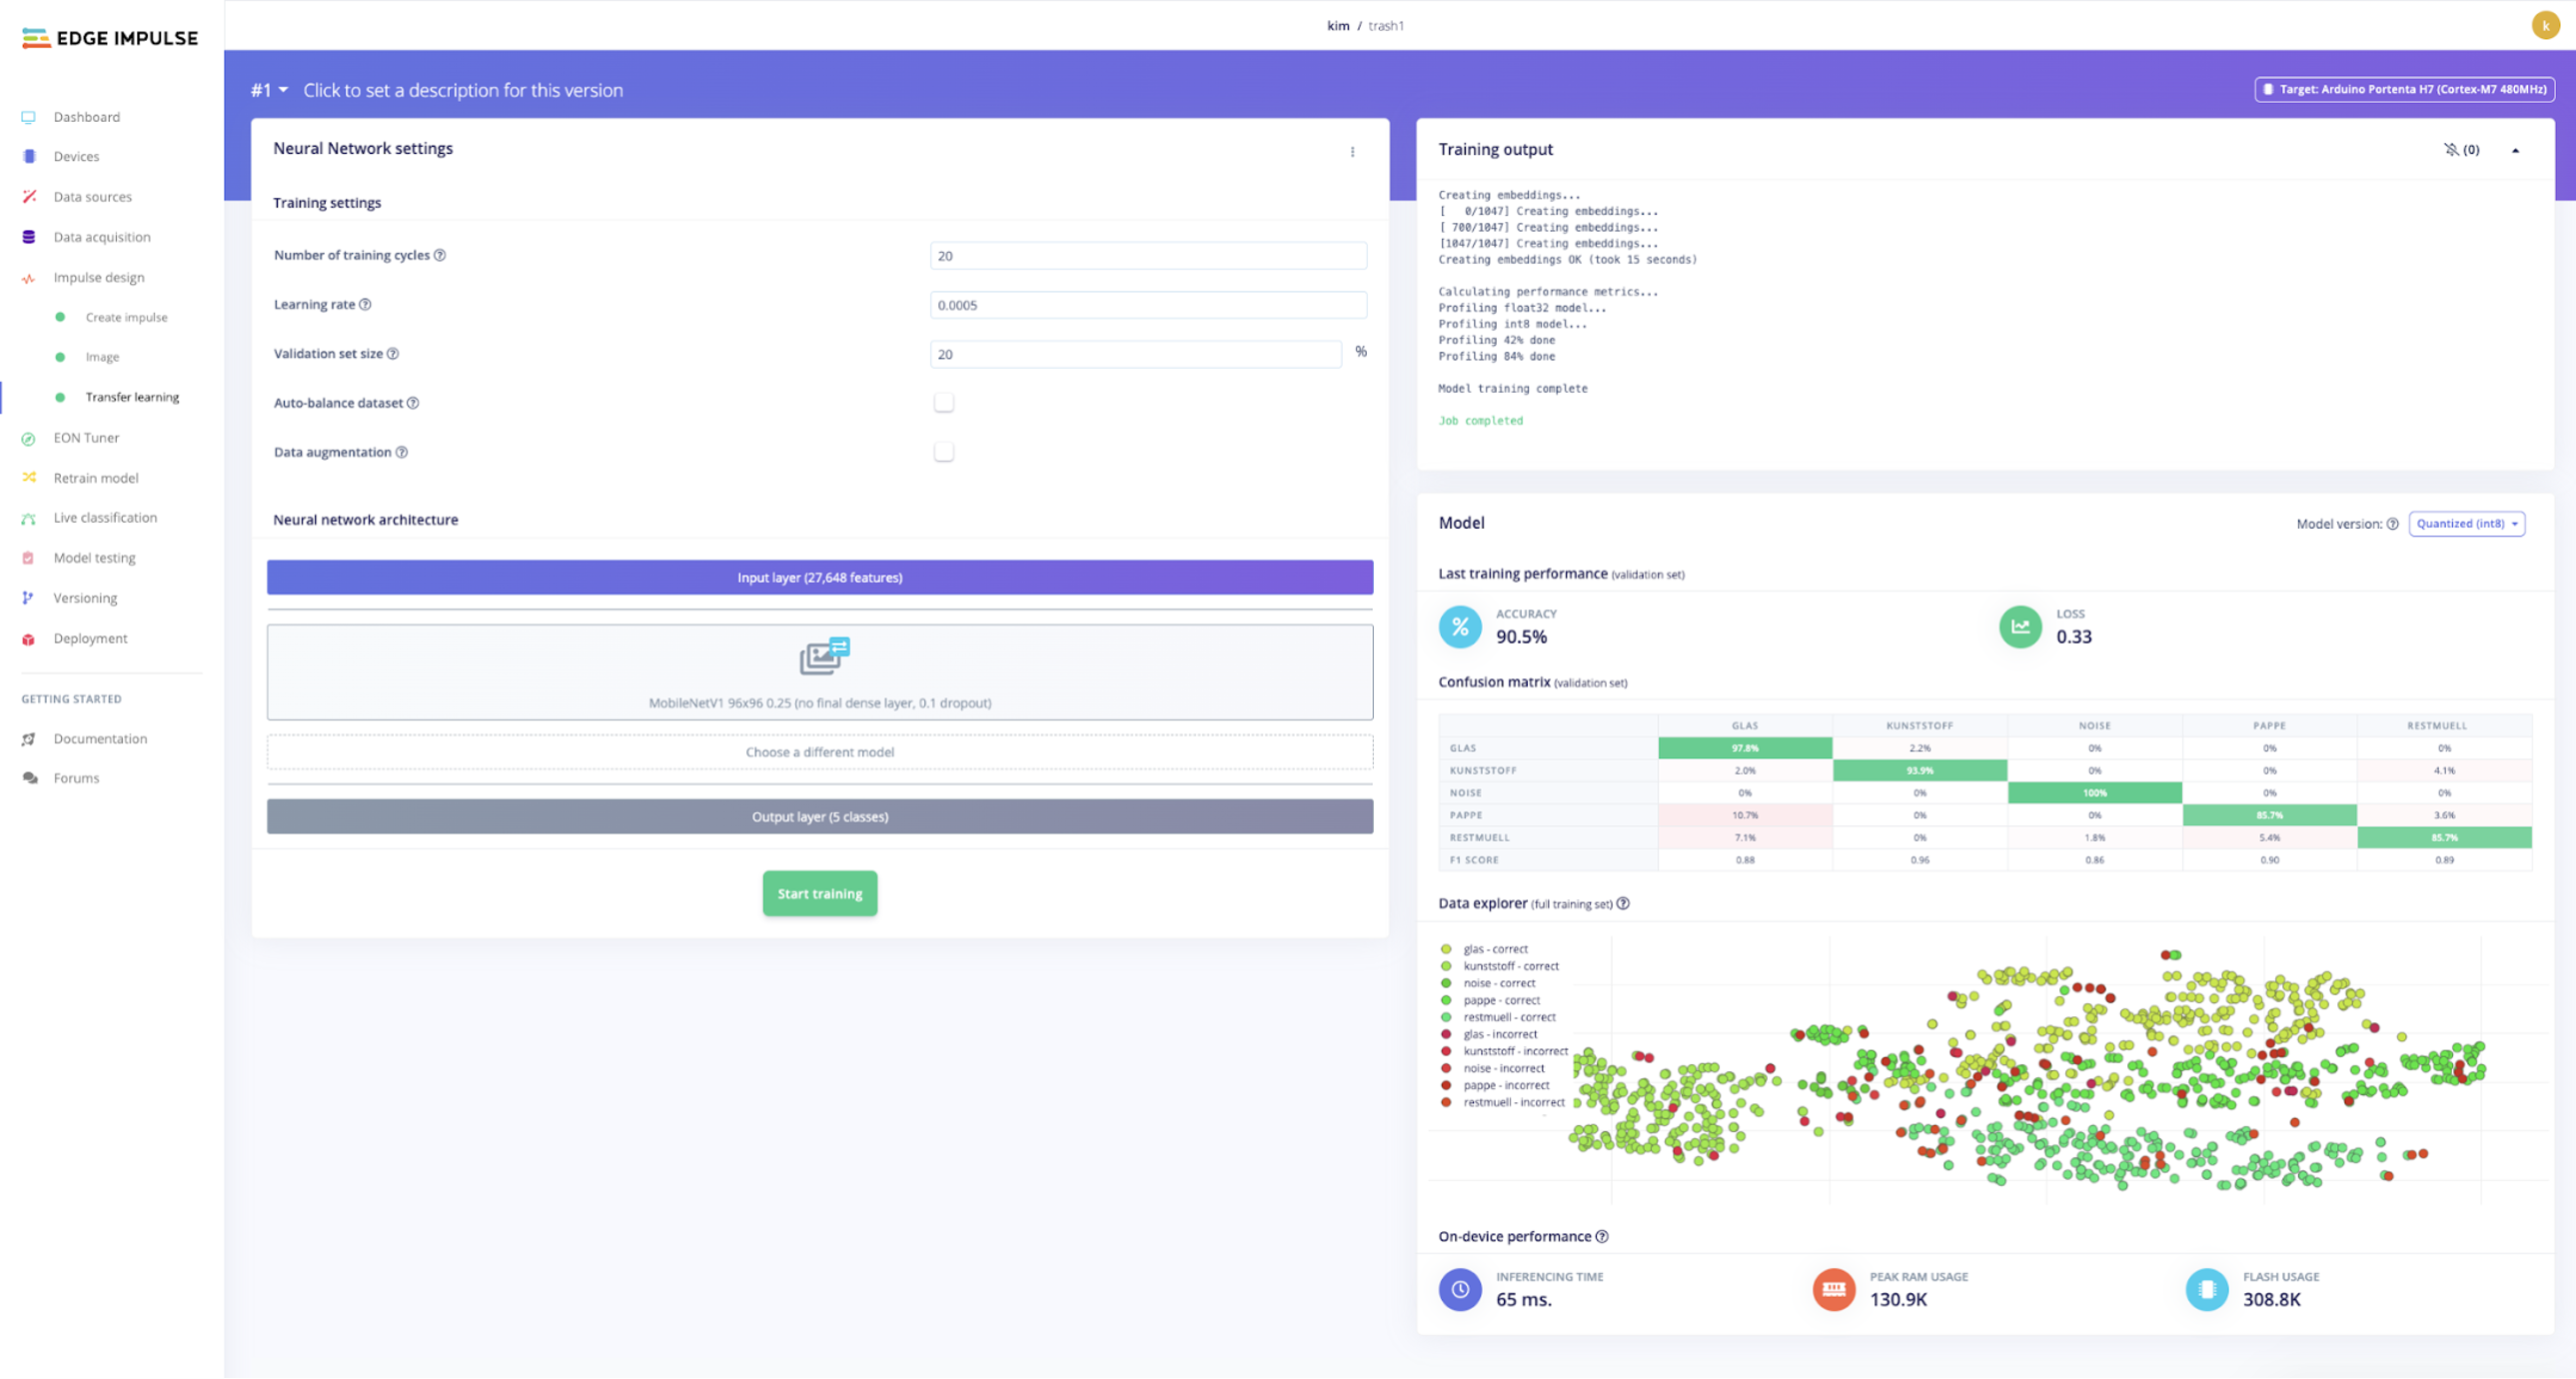 EDGE IMPULSE
kim / trash1
k
Dashboard
Devices
Data sources
Data acquisition
Impulse design
Create impulse
Image
Transfer learning
EON Tuner
Retrain model
Live classification
Model testing
Versioning
Deployment
GETTING STARTED
Documentation
Forums
#1 Click to set a description for this version
Target: Arduino Portenta H7 (Cortex-M7 480MHz)
Neural Network settings
Training settings
Number of training cycles 20
Learning rate 0.0005
Validation set size 20 %
Auto-balance dataset
Data augmentation
Neural network architecture
Input layer (27,648 features)
MobileNetV1 96x96 0.25 (no final dense layer, 0.1 dropout)
Choose a different model
Output layer (5 classes)
Start training
Training output (0)
Creating embeddings...
[ 0/1047] Creating embeddings...
[ 700/1047] Creating embeddings...
[1047/1047] Creating embeddings...
Creating embeddings OK (took 15 seconds)
Calculating performance metrics...
Profiling float32 model...
Profiling int8 model...
Profiling 42% done
Profiling 84% done
Model training complete
Job completed
Model Model version: Quantized (int8)
Last training performance (validation set)
% ACCURACY
90.5%
LOSS
0.33
Confusion matrix (validation set)
GLAS KUNSTSTOFF NOISE PAPPE RESTMUELL
GLAS 97.8% 2.2% 0% 0% 0%
KUNSTSTOFF 2.0% 93.9% 0% 0% 4.1%
NOISE 0% 0% 100% 0% 0%
PAPPE 10.7% 0% 0% 85.7% 3.6%
RESTMUELL 7.1% 0% 1.8% 5.4% 85.7%
F1 SCORE 0.88 0.96 0.86 0.90 0.89
Data explorer (full training set)
glas - correct
kunststoff - correct
noise - correct
pappe - correct
restmuell - correct
glas - incorrect
kunststoff - incorrect
noise - incorrect
pappe - incorrect
restmuell - incorrect
On-device performance
INFERENCING TIME
65 ms.
PEAK RAM USAGE
130.9K
FLASH USAGE
308.8K